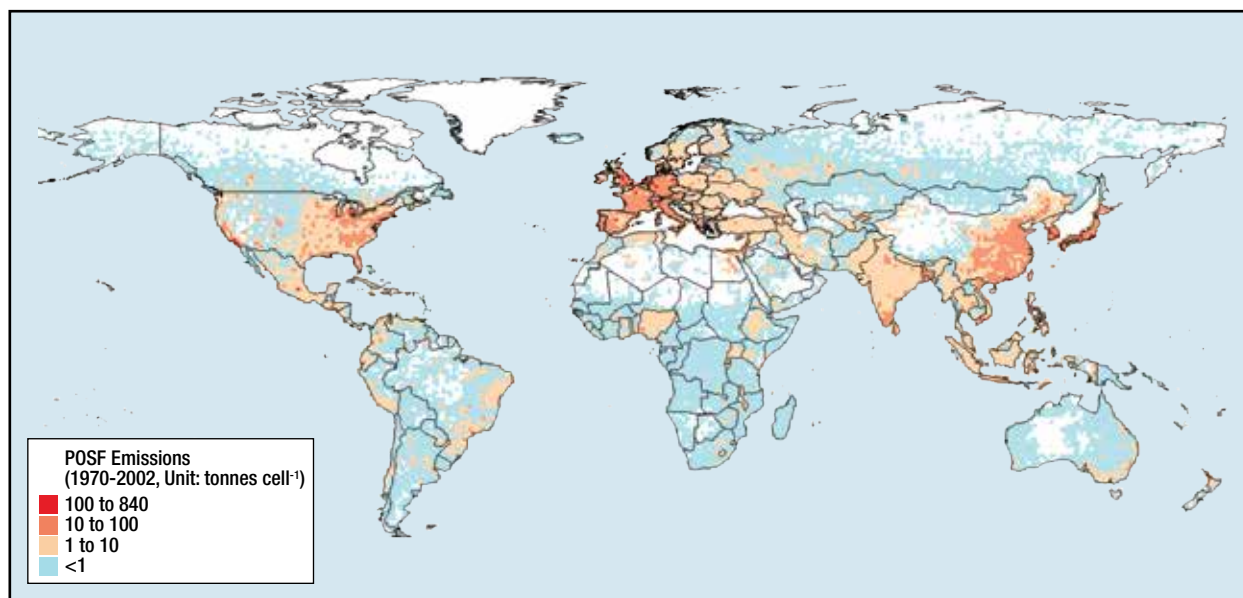 POSF Emissions
(1970-2002, Unit: tonnes cell-1)
100 to 840
10 to 100
1 to 10
<1